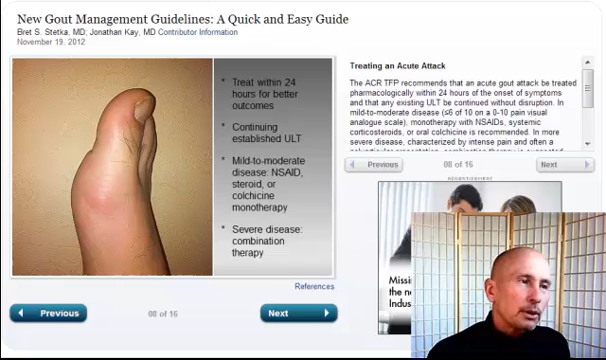 New Gout Management Guidelines: A Quick and Easy Guide
Bret S. Stetka, MD; Jonathan Kay, MD Contributor Information
November 19, 2012
* Treat within 24
hours for better
outcomes
* Continuing
established ULT
* Mild-to-moderate
disease: NSAID,
steroid, or
colchicine
monotherapy
* Severe disease:
combination
therapy
References
Previous
08 of 16
Next
Treating an Acute Attack
The ACR TFP recommends that an acute gout attack be treated
pharmacologically within 24 hours of the onset of symptoms
and that any existing ULT be continued without disruption. In
mild-to-moderate disease (≤6 of 10 on a 0-10 pain visual
analogue scale), monotherapy with NSAIDs, systemic
corticosteroids, or oral colchicine is recommended. In more
severe disease, characterized by intense pain and often a
Previous
08 of 16
Next
ADVERTISEMENT
Missin
the ne
Indus